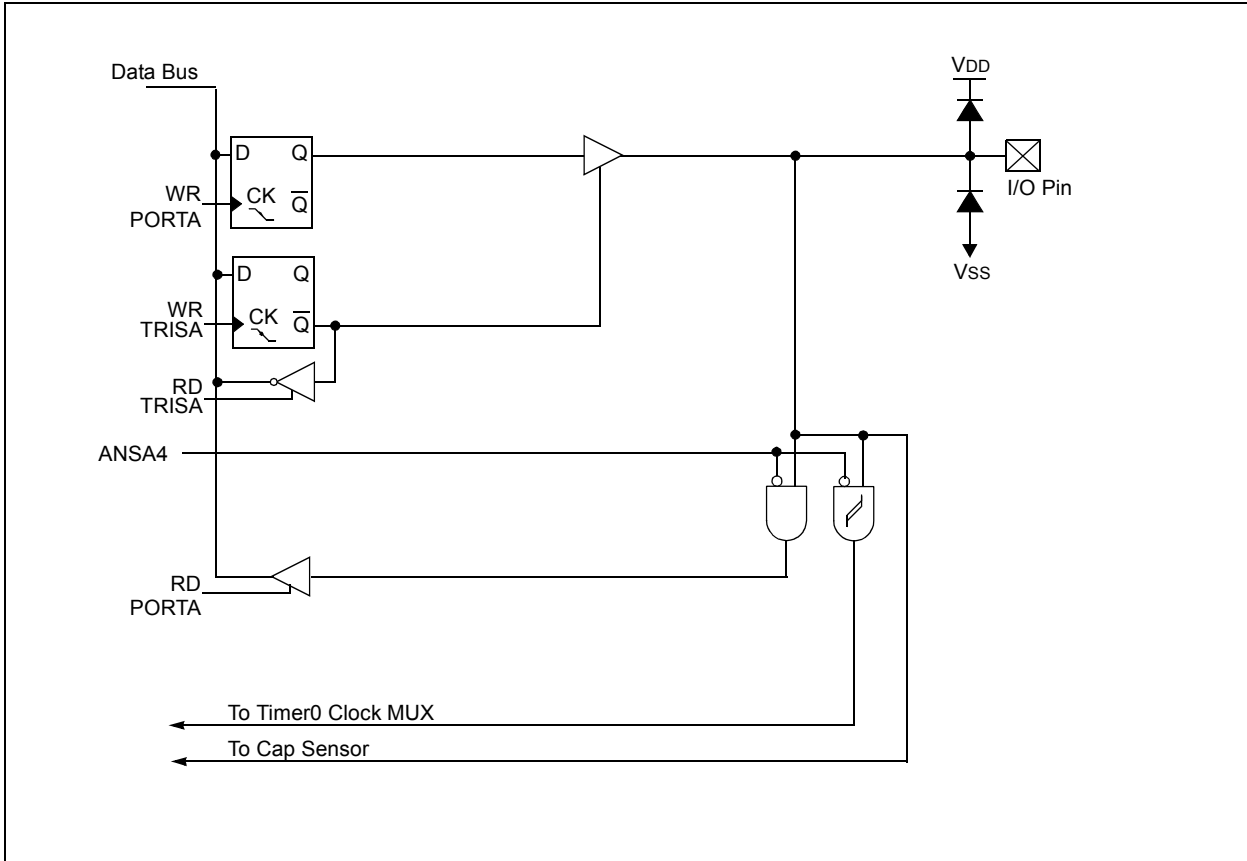 Data Bus
VDD
D Q
WR CK Q̅
PORTA
I/O Pin
VSS
D Q
WR CK Q̅
TRISA
RD
TRISA
ANSA4
RD
PORTA
To Timer0 Clock MUX
To Cap Sensor